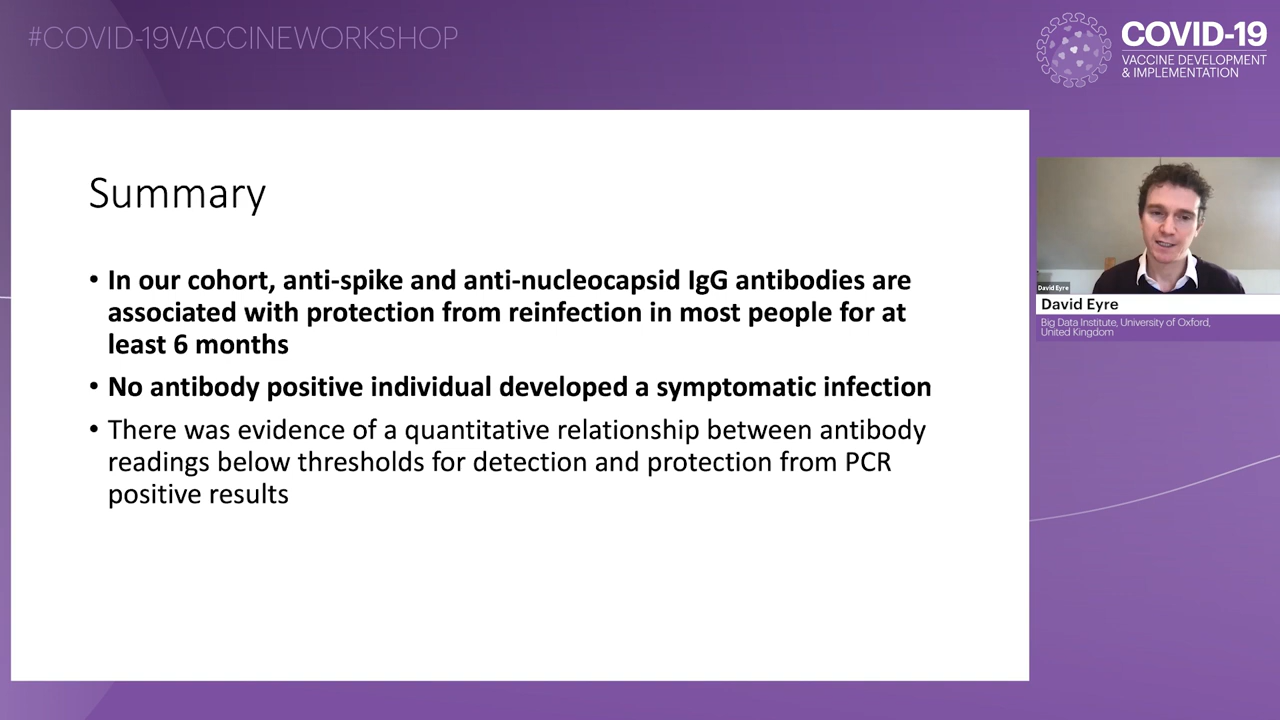 #COVID-19VACCINEWORKSHOP
COVID-19
VACCINE DEVELOPMENT
& IMPLEMENTATION
Summary
• In our cohort, anti-spike and anti-nucleocapsid IgG antibodies are
associated with protection from reinfection in most people for at
least 6 months
• No antibody positive individual developed a symptomatic infection
• There was evidence of a quantitative relationship between antibody
readings below thresholds for detection and protection from PCR
positive results
David Eyre
David Eyre
Big Data Institute, University of Oxford,
United Kingdom